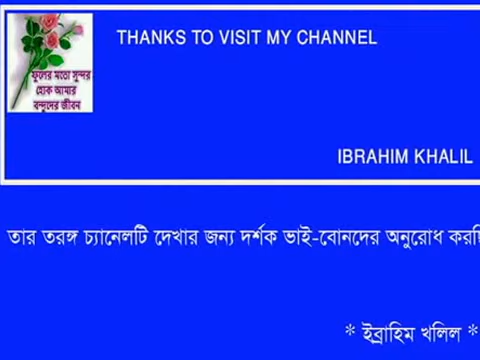 THANKS TO VISIT MY CHANNEL
ফুলের মতো সুন্দর
হোক আমার
বন্দুদের জীবন
IBRAHIM KHALIL
তার তরঙ্গ চ্যানেলটি দেখার জন্য দর্শক ভাই-বোনদের অনুরোধ
* ইব্রাহিম খলিল *